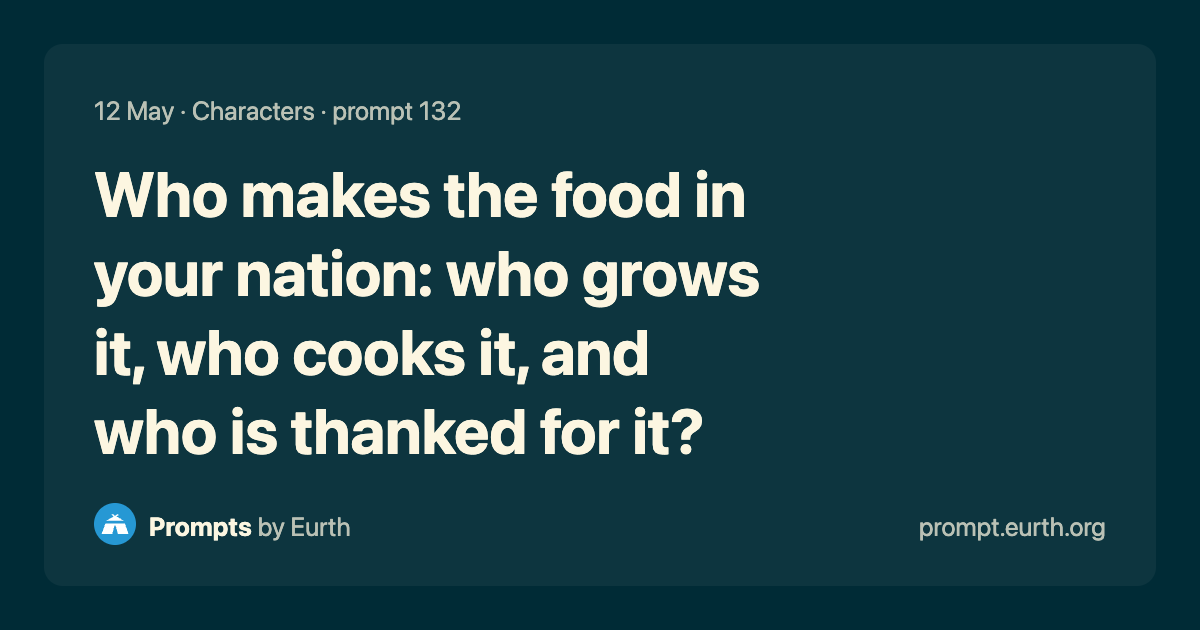 12 May · Characters · prompt 132
Who makes the food in
your nation: who grows
it, who cooks it, and
who is thanked for it?
Prompts by Eurth
prompt.eurth.org